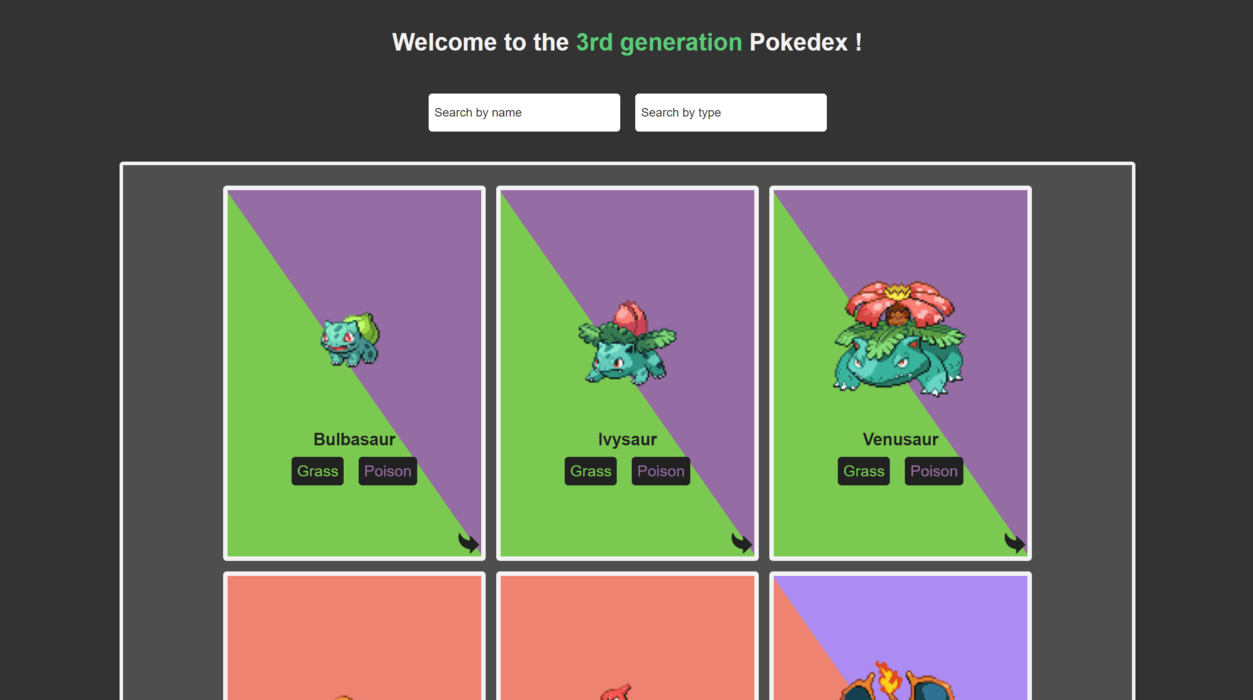 Welcome to the 3rd generation Pokedex !
Search by name Search by type
Bulbasaur Ivysaur Venusaur
Grass Poison Grass Poison Grass Poison